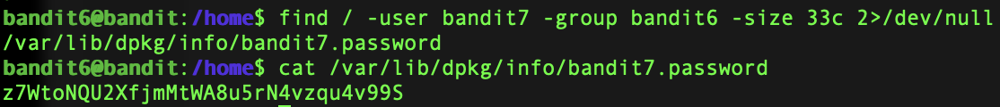 bandit6@bandit:/home$ find / -user bandit7 -group bandit6 -size 33c 2>/dev/null
/var/lib/dpkg/info/bandit7.password
bandit6@bandit:/home$ cat /var/lib/dpkg/info/bandit7.password
z7WtoNQU2XfjmMtWA8u5rN4vzqu4v99S